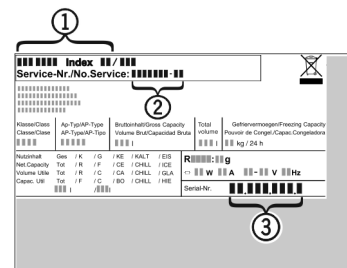 1
Index /
Service-Nr./No.Service: -
2
Klasse/Class Ap-Typ/AP-Type Bruttoinhalt/Gross Capacity Total Gefriervermoegen/Freezing Capacity
Classe/Clase AP-Type/AP-Tipo Volume Brut/Capacidad Bruta volume Pouvoir de Congel./Capac.Congeladora
l l kg / 24 h
Nutzinhalt Ges / K / G / KE / KALT / EIS
Net.Capacity Tot / R / F / CE / CHILL / ICE
Volume Utile Tot / R / C / CA / CHILL / GLA
Capac. Util Tot / F / C / BO / CHILL / HIE
l / l
R : g
W A - V Hz
Serial-Nr. . . .
3